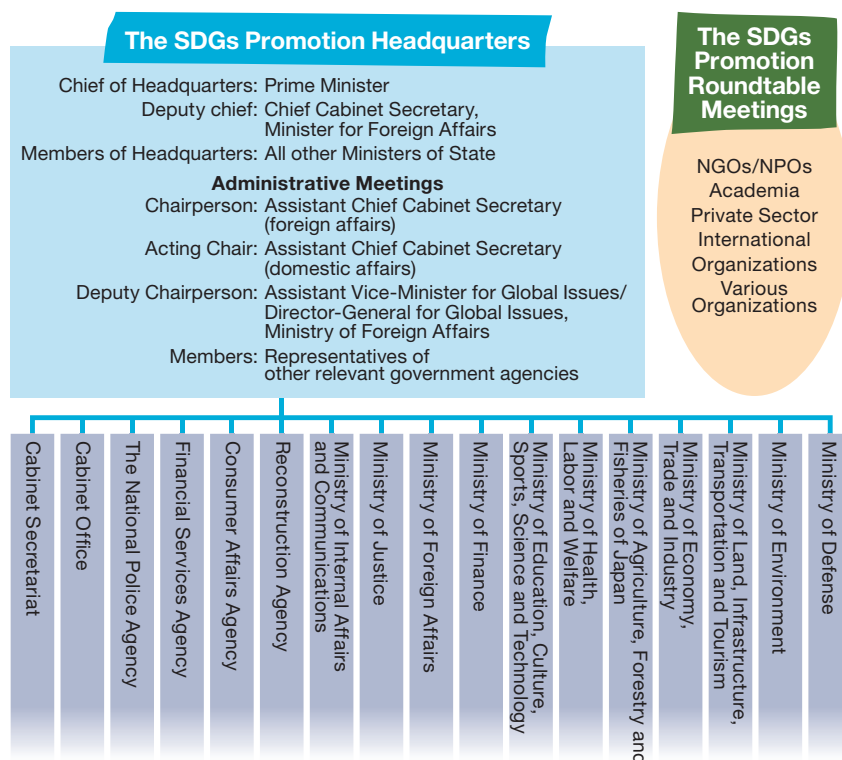 The SDGs Promotion Headquarters
Chief of Headquarters: Prime Minister
Deputy chief: Chief Cabinet Secretary,
Minister for Foreign Affairs
Members of Headquarters: All other Ministers of State
Administrative Meetings
Chairperson: Assistant Chief Cabinet Secretary
(foreign affairs)
Acting Chair: Assistant Chief Cabinet Secretary
(domestic affairs)
Deputy Chairperson: Assistant Vice-Minister for Global Issues/
Director-General for Global Issues,
Ministry of Foreign Affairs
Members: Representatives of
other relevant government agencies
The SDGs
Promotion
Roundtable
Meetings
NGOs/NPOs
Academia
Private Sector
International
Organizations
Various
Organizations
Cabinet Secretariat
Cabinet Office
The National Police Agency
Financial Services Agency
Consumer Affairs Agency
Reconstruction Agency
Ministry of Internal Affairs
and Communications
Ministry of Justice
Ministry of Foreign Affairs
Ministry of Finance
Ministry of Education, Culture,
Sports, Science and Technology
Ministry of Health,
Labor and Welfare
Ministry of Agriculture, Forestry and
Fisheries of Japan
Ministry of Economy,
Trade and Industry
Ministry of Land, Infrastructure,
Transportation and Tourism
Ministry of Environment
Ministry of Defense